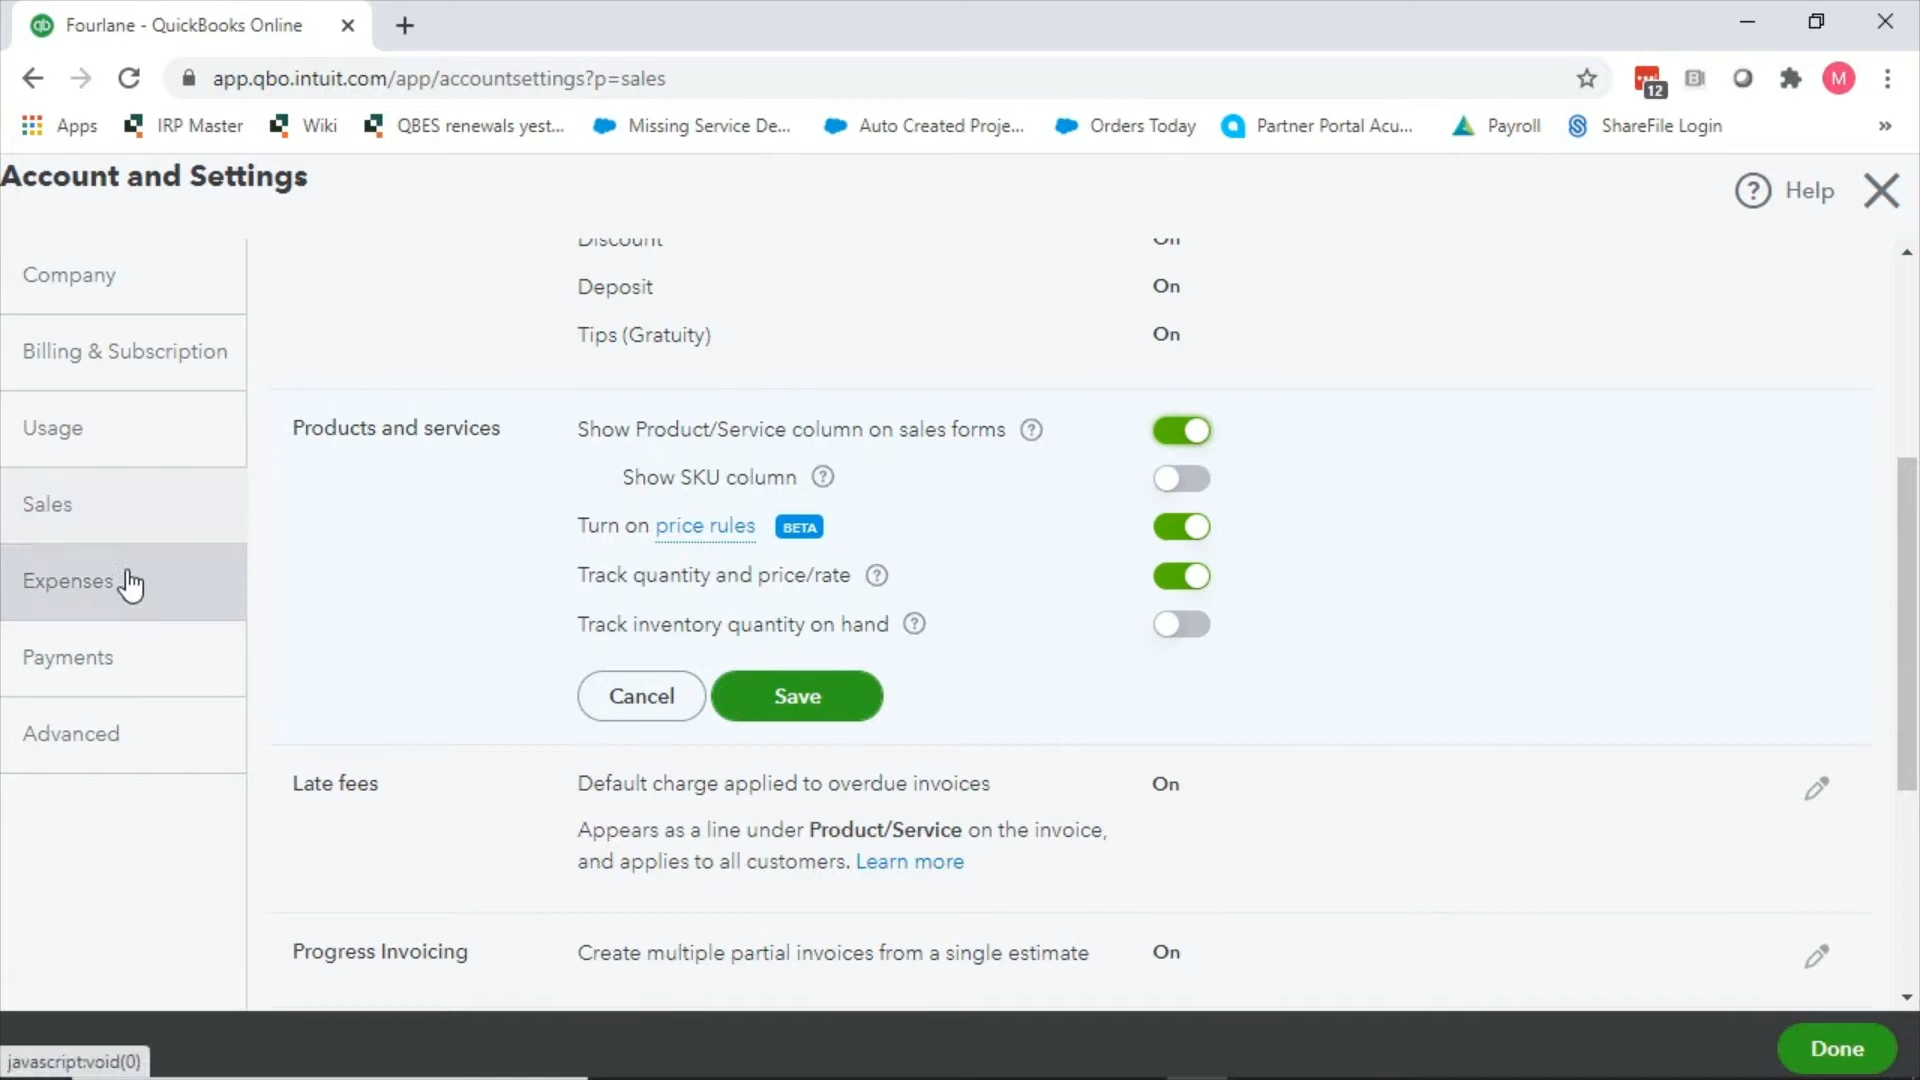 Fourlane - QuickBooks Online
app.qbo.intuit.com/app/accountsettings?p=sales
12
M
Apps
IRP Master
Wiki
QBES renewals yest...
Missing Service De...
Auto Created Proje...
Orders Today
Partner Portal Acu...
Payroll
ShareFile Login
Account and Settings
Help
Company
Billing & Subscription
Usage
Sales
Expenses
Payments
Advanced
Discount
Deposit On
Tips (Gratuity) On
Products and services
Show Product/Service column on sales forms
Show SKU column
Turn on price rules BETA
Track quantity and price/rate
Track inventory quantity on hand
Cancel Save
Late fees
Default charge applied to overdue invoices On
Appears as a line under Product/Service on the invoice,
and applies to all customers. Learn more
Progress Invoicing
Create multiple partial invoices from a single estimate On
Done
javascript:void(0)